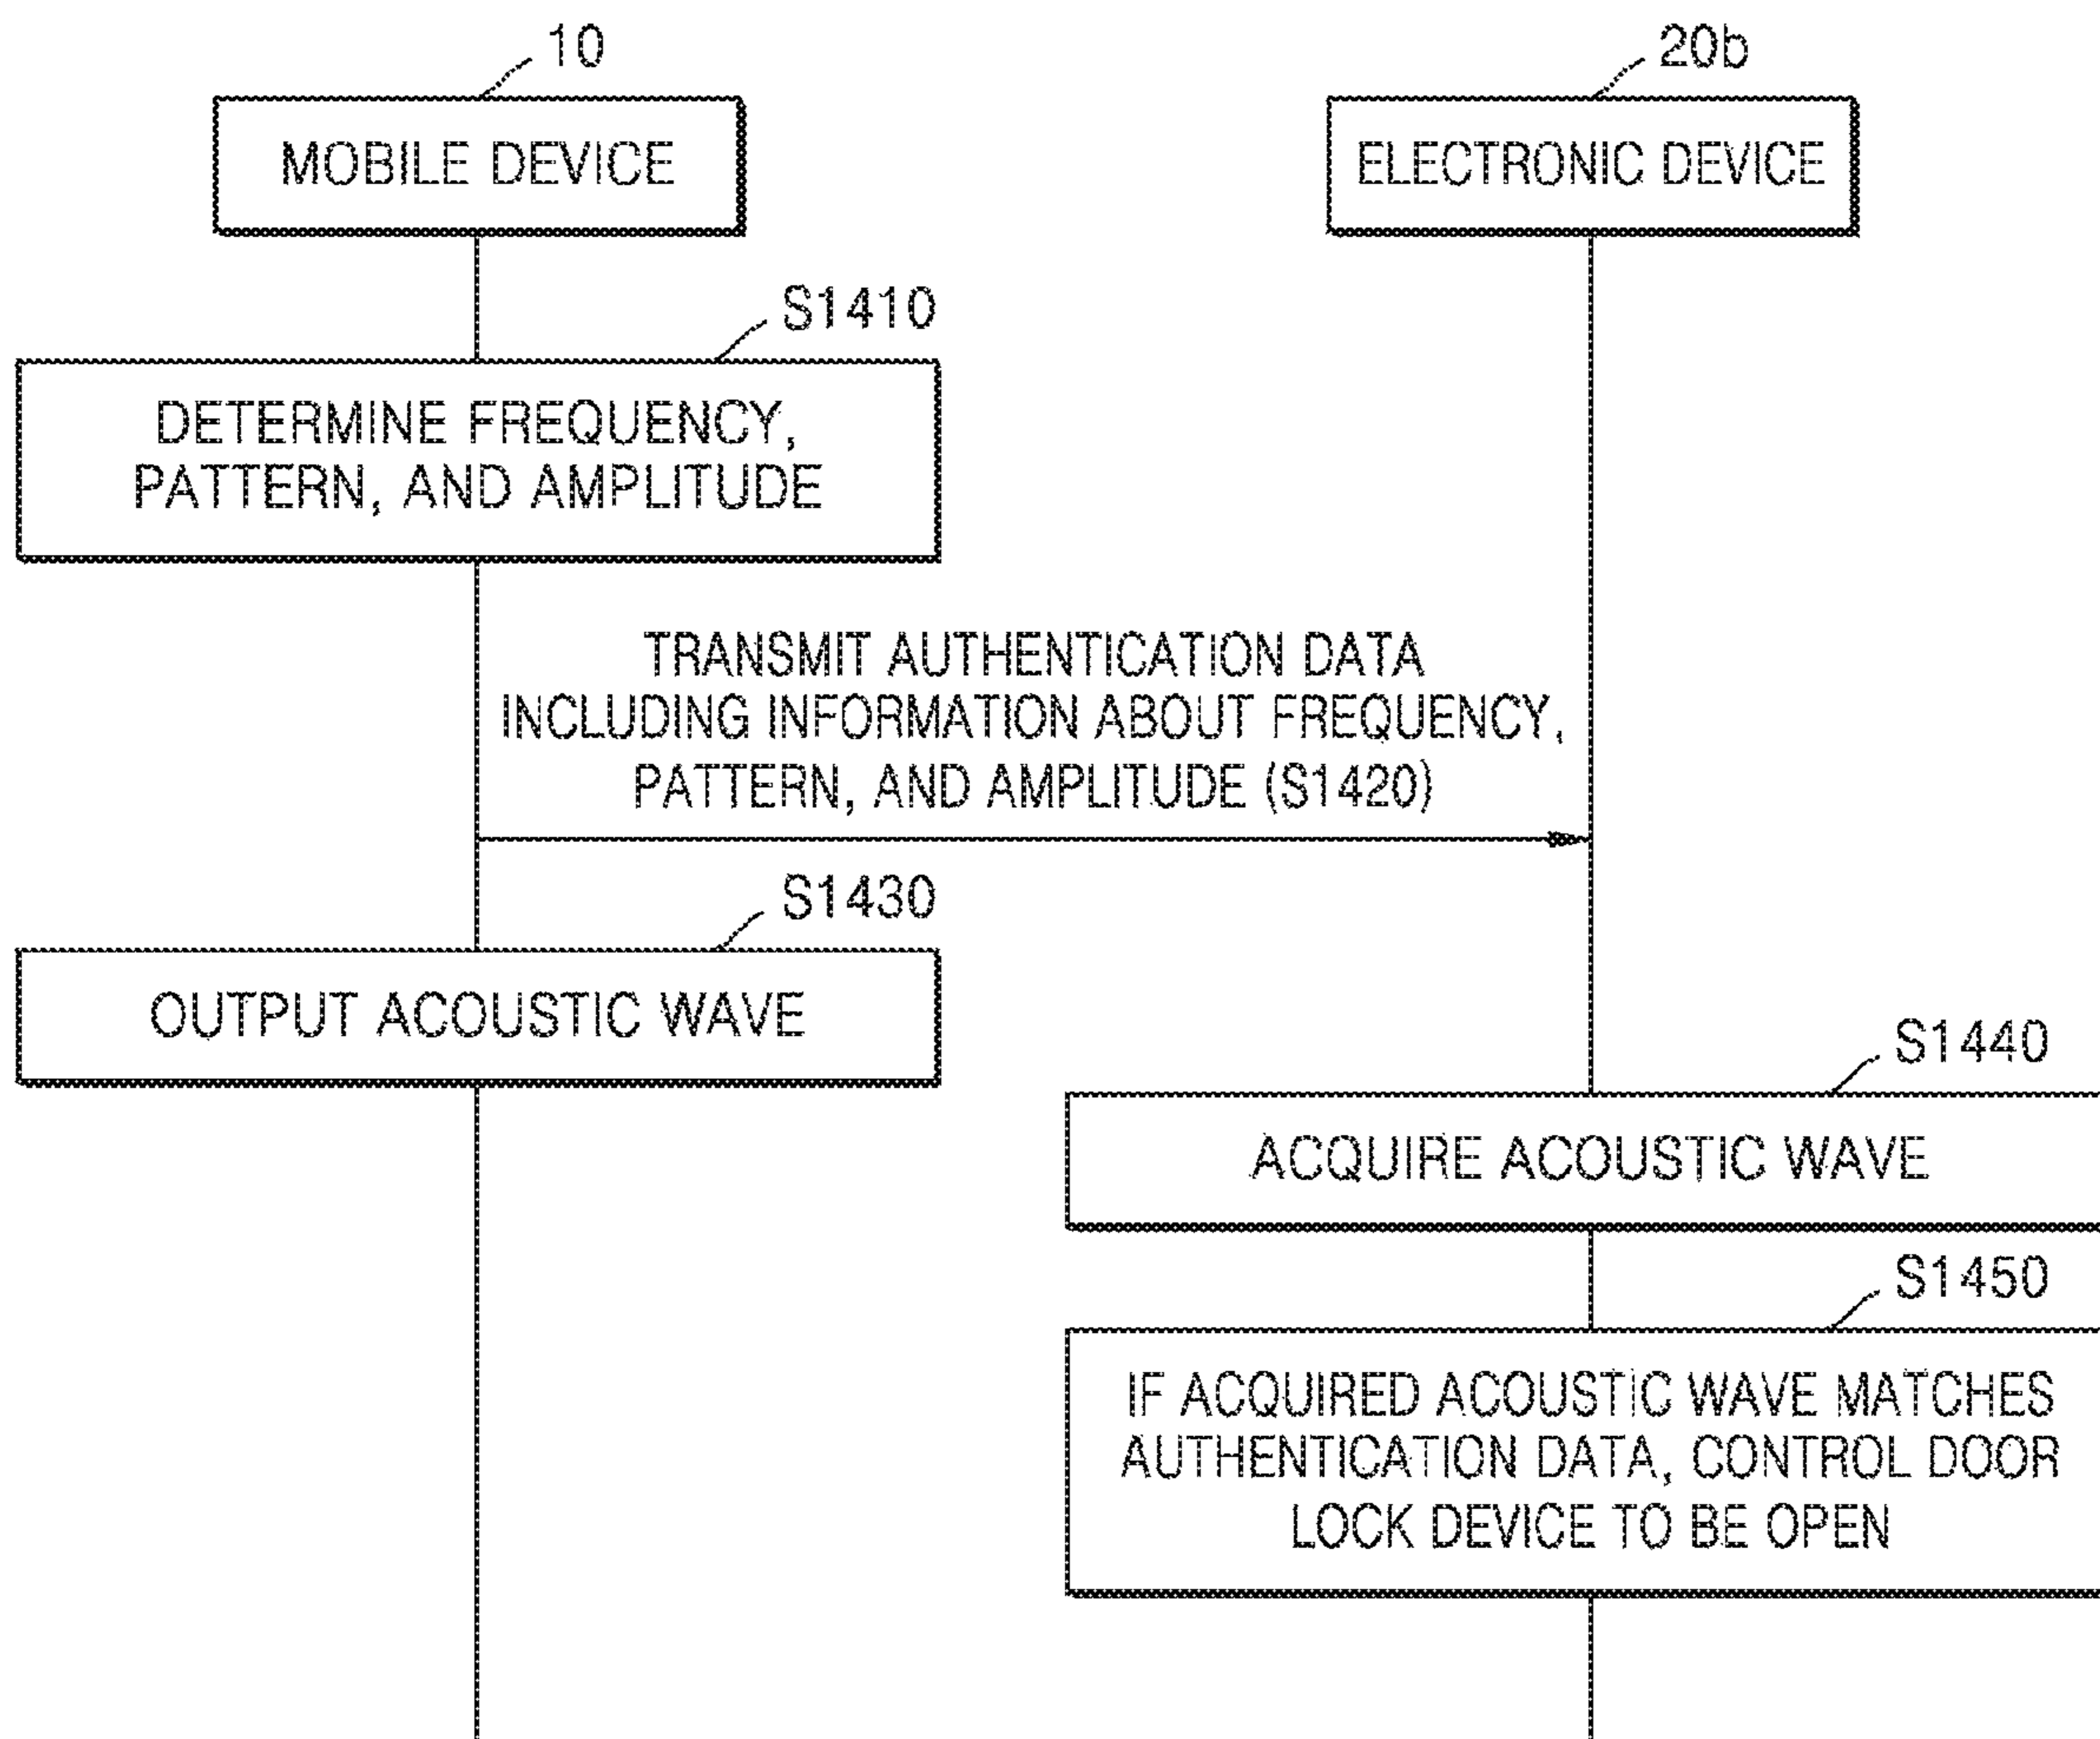 10
20b
MOBILE DEVICE
ELECTRONIC DEVICE
S1410
DETERMINE FREQUENCY,
PATTERN, AND AMPLITUDE
TRANSMIT AUTHENTICATION DATA
INCLUDING INFORMATION ABOUT FREQUENCY,
PATTERN, AND AMPLITUDE (S1420)
S1430
OUTPUT ACOUSTIC WAVE
S1440
ACQUIRE ACOUSTIC WAVE
S1450
IF ACQUIRED ACOUSTIC WAVE MATCHES
AUTHENTICATION DATA, CONTROL DOOR
LOCK DEVICE TO BE OPEN